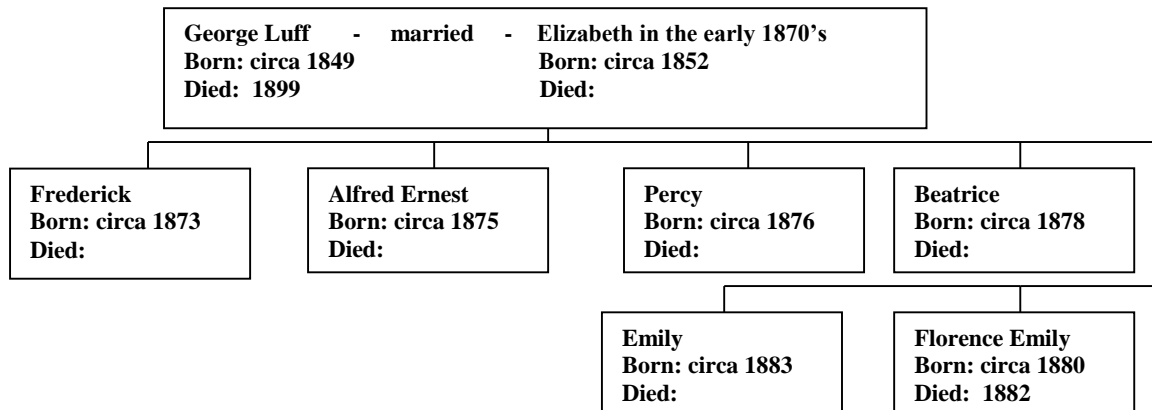 George Luff - married - Elizabeth in the early 1870’s
Born: circa 1849 Born: circa 1852
Died: 1899 Died:
Frederick
Born: circa 1873
Died:
Alfred Ernest
Born: circa 1875
Died:
Percy
Born: circa 1876
Died:
Beatrice
Born: circa 1878
Died:
Emily
Born: circa 1883
Died:
Florence Emily
Born: circa 1880
Died: 1882